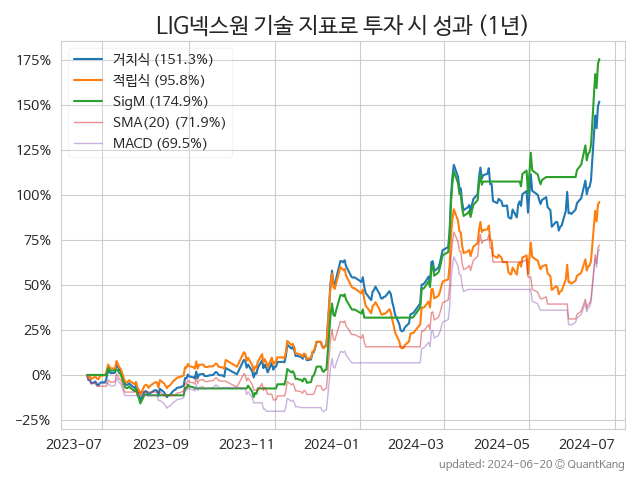 LIG넥스원 기술 지표로 투자 시 성과 (1년)
거치식 (151.3%)
적립식 (95.8%)
SigM (174.9%)
SMA(20) (71.9%)
MACD (69.5%)
175%
150%
125%
100%
75%
50%
25%
0%
−25%
2023-07 2023-09 2023-11 2024-01 2024-03 2024-05 2024-07
updated: 2024-06-20 © QuantKang